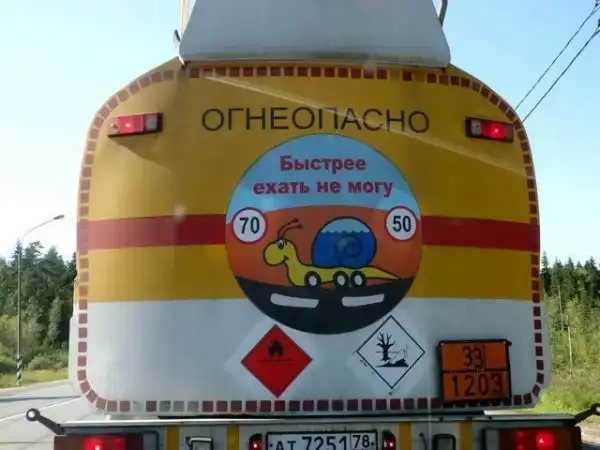 ОГНЕОПАСНО
Быстрее
ехать не могу
70
50
33
1203
АТ 7251 78